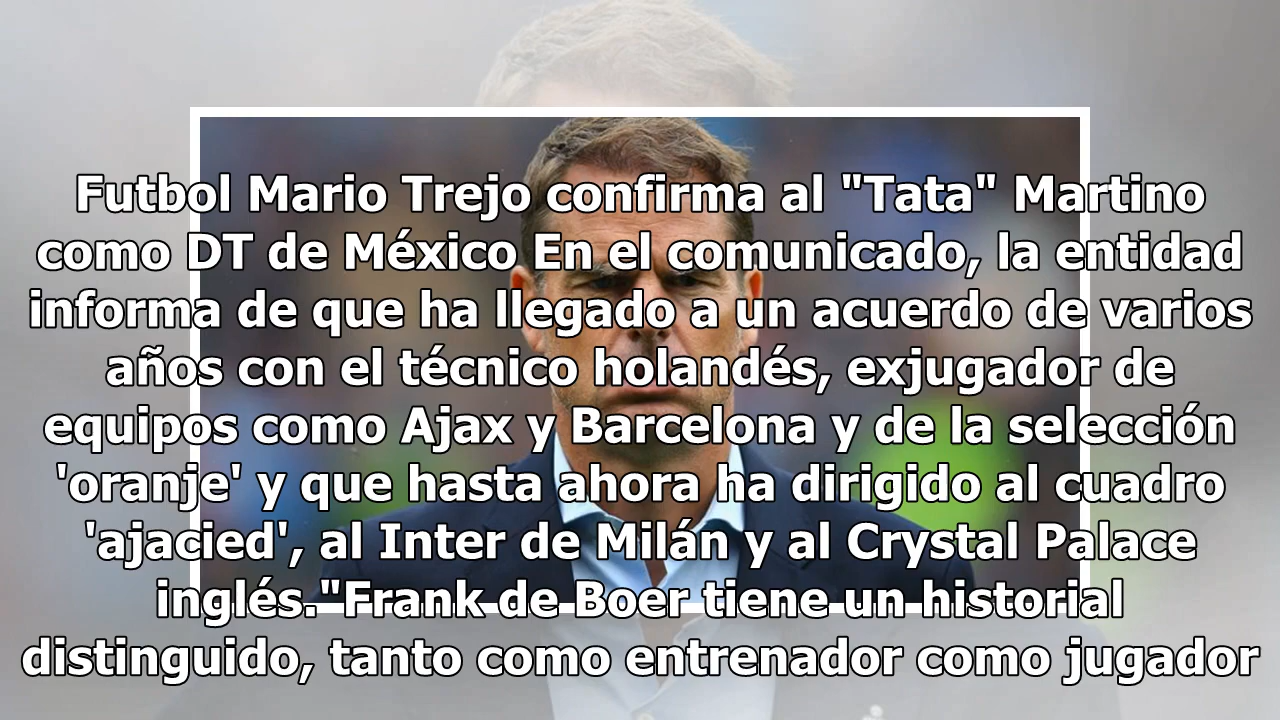 Futbol Mario Trejo confirma al "Tata" Martino
como DT de México En el comunicado, la entidad
informa de que ha llegado a un acuerdo de varios
años con el técnico holandés, exjugador de
equipos como Ajax y Barcelona y de la selección
'oranje' y que hasta ahora ha dirigido al cuadro
'ajacied', al Inter de Milán y al Crystal Palace
inglés."Frank de Boer tiene un historial
distinguido, tanto como entrenador como jugador